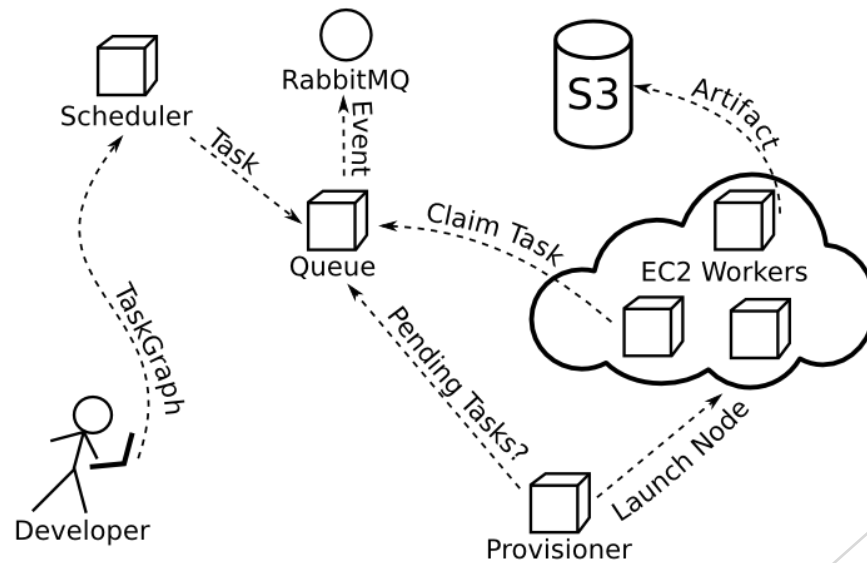 RabbitMQ
S3
Artifact
Scheduler
Event
Task
Claim Task
Queue
EC2 Workers
TaskGraph
Pending Tasks?
Launch Node
Developer
Provisioner